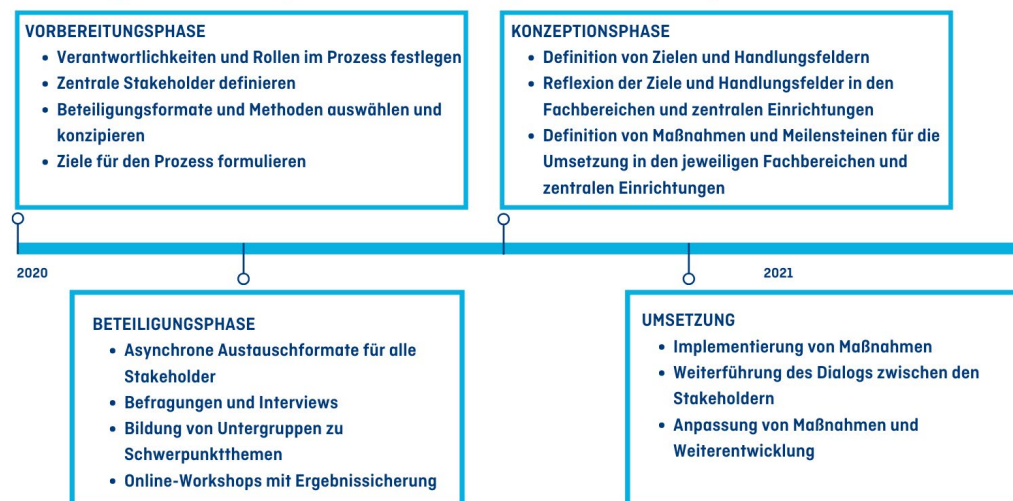 VORBEREITUNGSPHASE
• Verantwortlichkeiten und Rollen im Prozess festlegen
• Zentrale Stakeholder definieren
• Beteiligungsformate und Methoden auswählen und
konzipieren
• Ziele für den Prozess formulieren
KONZEPTIONSPHASE
• Definition von Zielen und Handlungsfeldern
• Reflexion der Ziele und Handlungsfelder in den
Fachbereichen und zentralen Einrichtungen
• Definition von Maßnahmen und Meilensteinen für die
Umsetzung in den jeweiligen Fachbereichen und
zentralen Einrichtungen
2020
2021
BETEILIGUNGSPHASE
• Asynchrone Austauschformate für alle
Stakeholder
• Befragungen und Interviews
• Bildung von Untergruppen zu
Schwerpunktthemen
• Online-Workshops mit Ergebnissicherung
UMSETZUNG
• Implementierung von Maßnahmen
• Weiterführung des Dialogs zwischen den
Stakeholdern
• Anpassung von Maßnahmen und
Weiterentwicklung